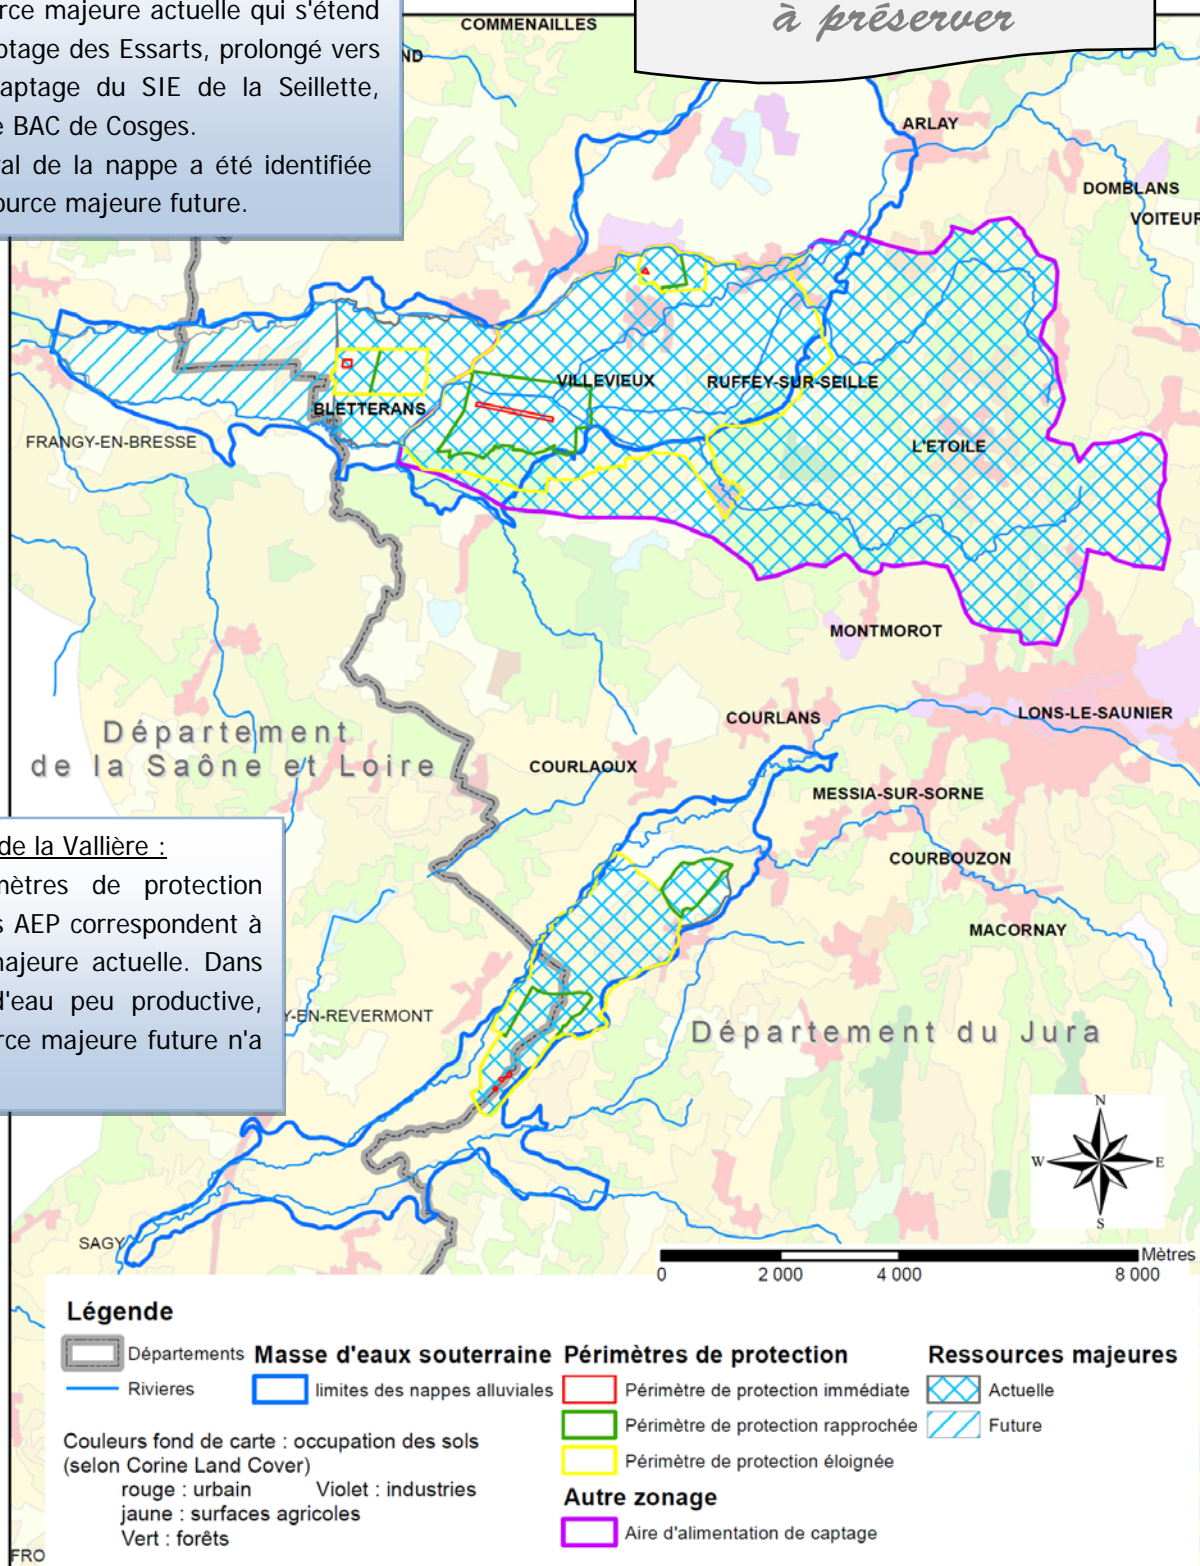 rce majeure actuelle qui s'étend
ptage des Essarts, prolongé vers
aptage du SIE de la Seillette,
e BAC de Cosges.
ral de la nappe a été identifiée
ource majeure future.
à préserver
COMMENAILLES
ND
ARLAY
DOMBLANS
VOITEUR
VILLEVIEUX
RUFFEY-SUR-SEILLE
BLETTERANS
FRANGY-EN-BRESSE
L'ETOILE
MONTMOROT
COURLANS
LONS-LE-SAUNIER
Département
de la Saône et Loire
COURLAOUX
MESSIA-SUR-SORNE
COURBOUZON
MACORNAY
de la Vallière :
mètres de protection
s AEP correspondent à
majeure actuelle. Dans
d'eau peu productive,
rce majeure future n'a
Y-EN-REVERMONT
Département du Jura
N
W
E
S
SAGY
Mètres
0 2 000 4 000 8 000
Légende
Départements
Rivieres
Masse d'eaux souterraine
limites des nappes alluviales
Périmètres de protection
Périmètre de protection immédiate
Périmètre de protection rapprochée
Périmètre de protection éloignée
Autre zonage
Aire d'alimentation de captage
Ressources majeures
Actuelle
Future
Couleurs fond de carte : occupation des sols
(selon Corine Land Cover)
rouge : urbain Violet : industries
jaune : surfaces agricoles
Vert : forêts
FRO